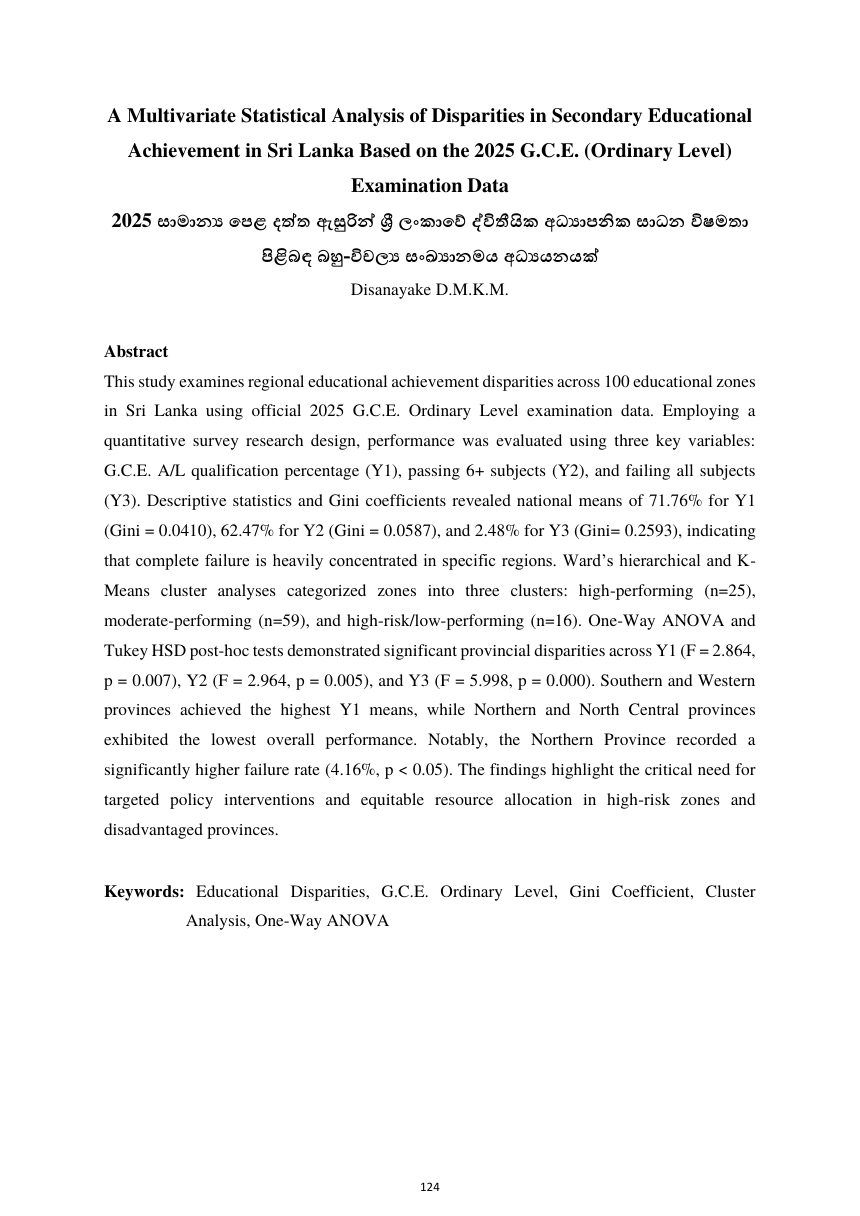 A Multivariate Statistical Analysis of Disparities in Secondary Educational
Achievement in Sri Lanka Based on the 2025 G.C.E. (Ordinary Level)
Examination Data
2025 සාමාන්‍ය පෙළ දත්ත ඇසුරින් ශ්‍රී ලංකාවේ ද්විතීයික අධ්‍යාපනික සාධන විෂමතා
පිළිබඳ බහු-විචල්‍ය සංඛ්‍යානමය අධ්‍යයනයක්
Disanayake D.M.K.M.
Abstract
This study examines regional educational achievement disparities across 100 educational zones
in Sri Lanka using official 2025 G.C.E. Ordinary Level examination data. Employing a
quantitative survey research design, performance was evaluated using three key variables:
G.C.E. A/L qualification percentage (Y1), passing 6+ subjects (Y2), and failing all subjects
(Y3). Descriptive statistics and Gini coefficients revealed national means of 71.76% for Y1
(Gini = 0.0410), 62.47% for Y2 (Gini = 0.0587), and 2.48% for Y3 (Gini= 0.2593), indicating
that complete failure is heavily concentrated in specific regions. Ward’s hierarchical and K-
Means cluster analyses categorized zones into three clusters: high-performing (n=25),
moderate-performing (n=59), and high-risk/low-performing (n=16). One-Way ANOVA and
Tukey HSD post-hoc tests demonstrated significant provincial disparities across Y1 (F = 2.864,
p = 0.007), Y2 (F = 2.964, p = 0.005), and Y3 (F = 5.998, p = 0.000). Southern and Western
provinces achieved the highest Y1 means, while Northern and North Central provinces
exhibited the lowest overall performance. Notably, the Northern Province recorded a
significantly higher failure rate (4.16%, p < 0.05). The findings highlight the critical need for
targeted policy interventions and equitable resource allocation in high-risk zones and
disadvantaged provinces.
Keywords: Educational Disparities, G.C.E. Ordinary Level, Gini Coefficient, Cluster
Analysis, One-Way ANOVA
124